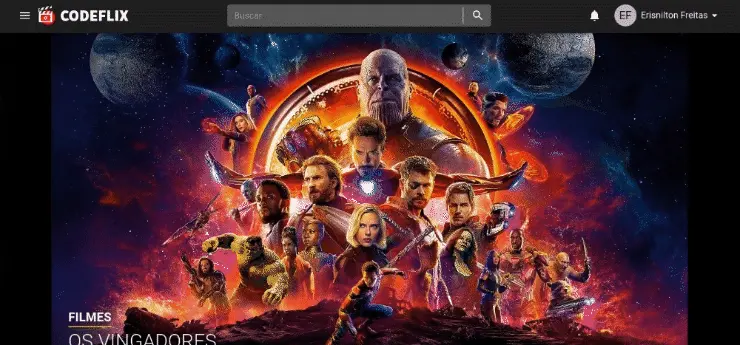 CODEFLIX
Buscar
EF
Erisnilton Freitas
FILMES
OS VINGADORES